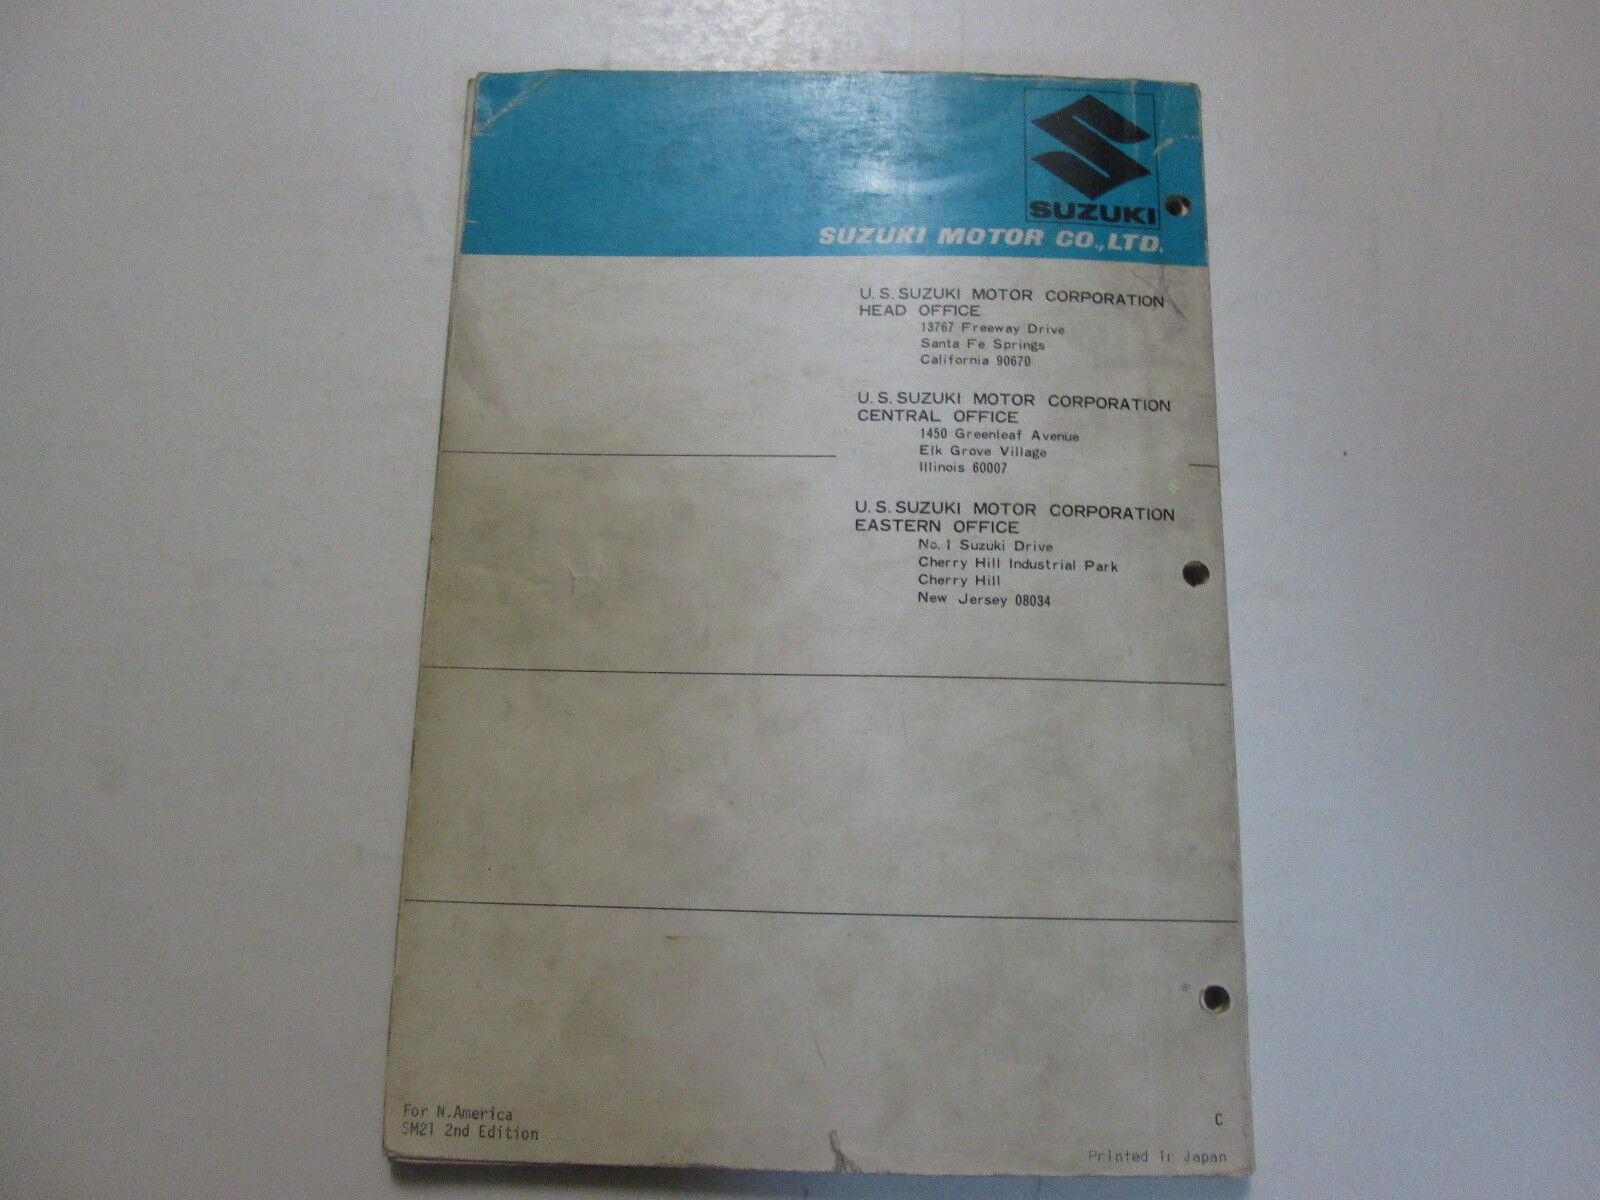 SUZUKI
SUZUKI MOTOR CO., LTD.
U. S. SUZUKI MOTOR CORPORATION
HEAD OFFICE
13767 Freeway Drive
Santa Fe Springs
California 90670
U. S. SUZUKI MOTOR CORPORATION
CENTRAL OFFICE
1450 Greenleaf Avenue
Elk Grove Village
Illinois 60007
U. S. SUZUKI MOTOR CORPORATION
EASTERN OFFICE
No. 1 Suzuki Drive
Cherry Hill Industrial Park
Cherry Hill
New Jersey 08034
For N.America
SM21 2nd Edition
C
Printed in Japan